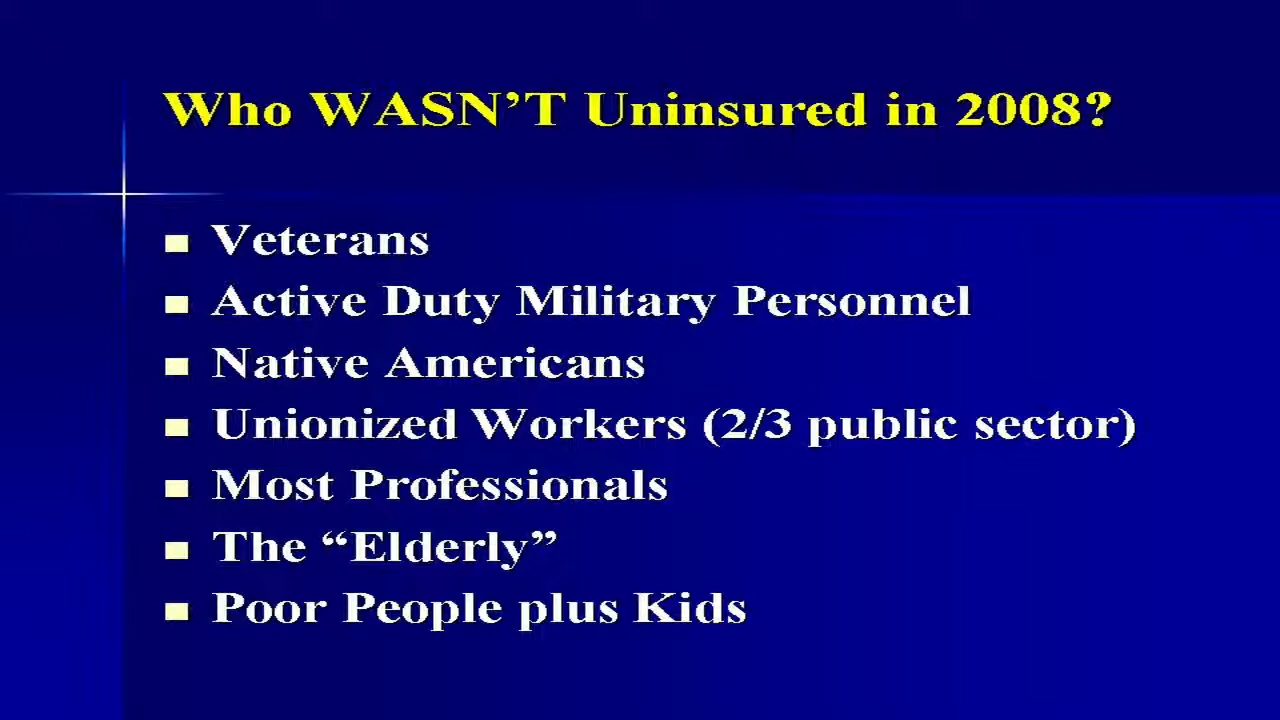 Who WASN’T Uninsured in 2008?
Veterans
Active Duty Military Personnel
Native Americans
Unionized Workers (2/3 public sector)
Most Professionals
The “Elderly”
Poor People plus Kids